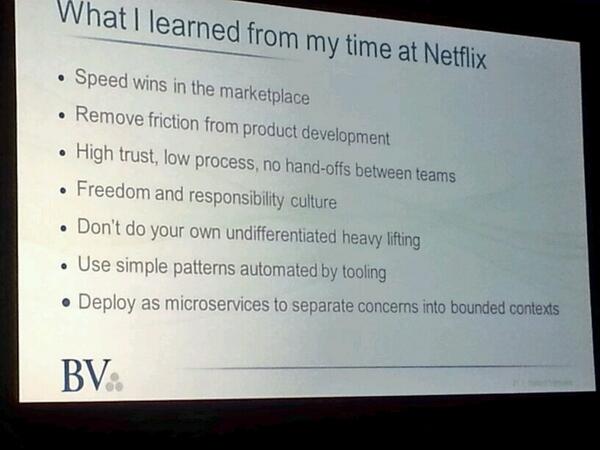 What I learned from my time at Netflix
• Speed wins in the marketplace
• Remove friction from product development
• High trust, low process, no hand-offs between teams
• Freedom and responsibility culture
• Don't do your own undifferentiated heavy lifting
• Use simple patterns automated by tooling
• Deploy as microservices to separate concerns into bounded contexts
BV